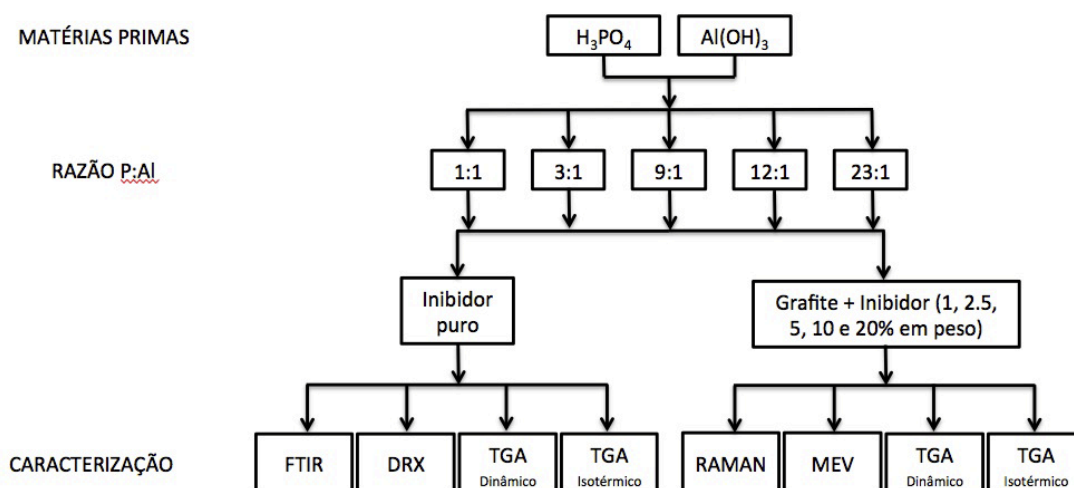 MATÉRIAS PRIMAS
H₃PO₄
Al(OH)₃
RAZÃO P:Al
1:1
3:1
9:1
12:1
23:1
Inibidor
puro
Grafite + Inibidor (1, 2.5,
5, 10 e 20% em peso)
CARACTERIZAÇÃO
FTIR
DRX
TGA
Dinâmico
TGA
Isotérmico
RAMAN
MEV
TGA
Dinâmico
TGA
Isotérmico